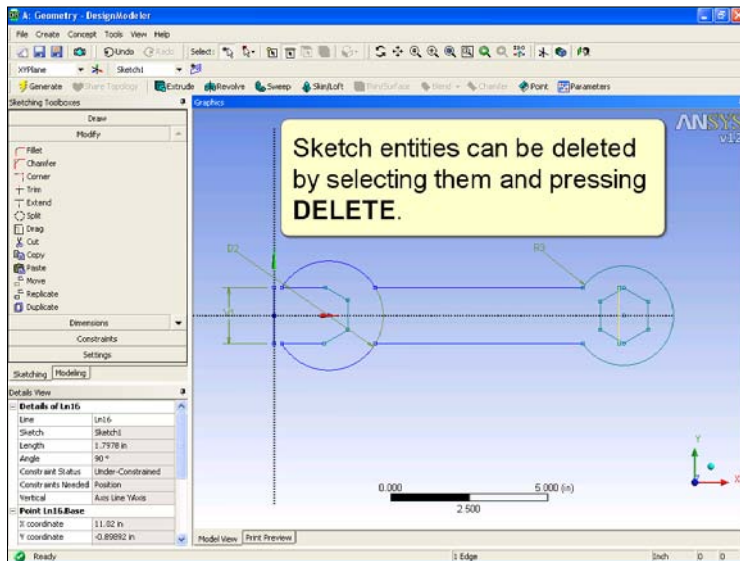 A: Geometry - DesignModeler
File Create Concept Tools View Help
Undo Redo Select:
XYPlane Sketch1
Generate Share Topology Extrude Revolve Sweep Skin/Loft Thin/Surface Blend Chamfer Point Parameters
Sketching Toolboxes
Graphics
Draw
Modify
Fillet
Chamfer
Corner
Trim
Extend
Split
Drag
Cut
Copy
Paste
Move
Replicate
Duplicate
Dimensions
Constraints
Settings
Sketching Modeling
Details View
Details of Ln16
Line Ln16
Sketch Sketch1
Length 1.7978 in
Angle 90 °
Constraint Status Under-Constrained
Constraints Needed Position
Vertical Axis Line YAxis
Point Ln16.Base
X coordinate 11.02 in
Y coordinate -0.89892 in
ANSYS
v12
Sketch entities can be deleted
by selecting them and pressing
DELETE.
D2
R3
Y
X
0.000 5.000 (in)
2.500
Model View Print Preview
Ready 1 Edge Inch 0 0